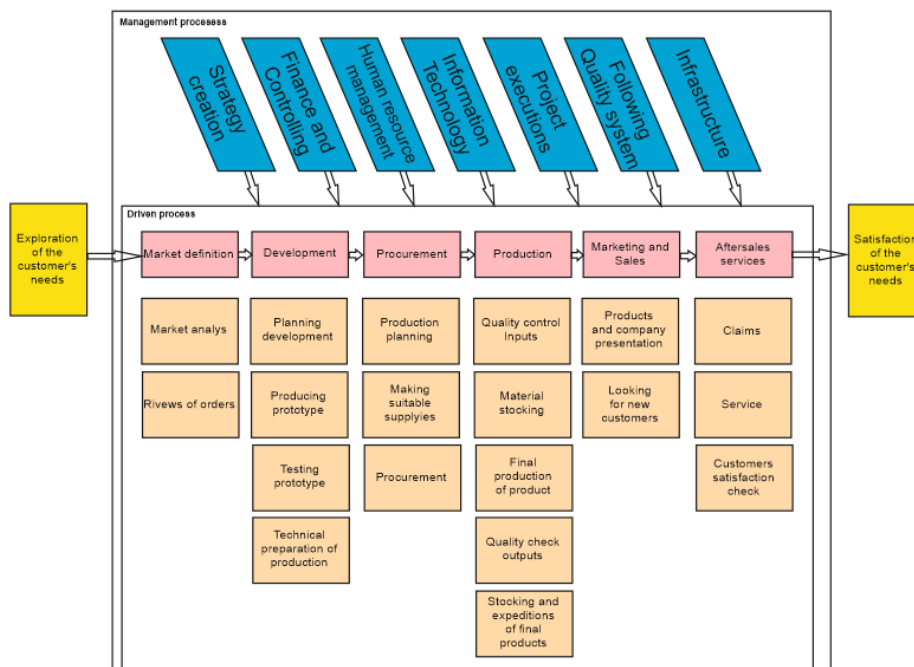 Management procesess
Strategy
creation
Finance and
Controlling
Human resource
management
Information
Technology
Project
executions
Following
Quality system
Infrastructure
Driven process
Exploration
of the
customer's
needs
Market definition
Development
Procurement
Production
Marketing and
Sales
Aftersales
services
Satisfaction
of the
customer's
needs
Market analys
Rivews of orders
Planning
development
Producing
prototype
Testing
prototype
Technical
preparation of
production
Production
planning
Making
suitable
supplyies
Procurement
Quality control
Inputs
Material
stocking
Final
production
of product
Quality check
outputs
Stocking and
expeditions
of final
products
Products
and company
presentation
Looking
for new
customers
Claims
Service
Customers
satisfaction
check